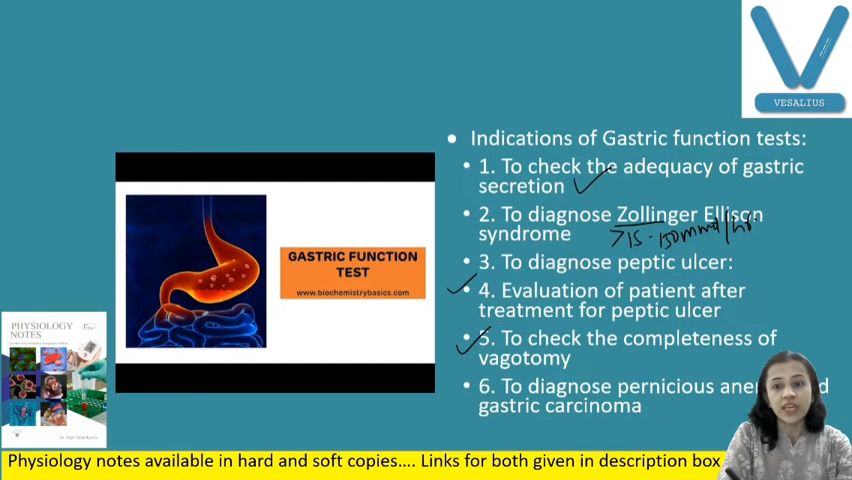 VESALIUS
Indications of Gastric function tests:
1. To check the adequacy of gastric
secretion
2. To diagnose Zollinger Ellison
syndrome
>15-150mmol/hr
3. To diagnose peptic ulcer:
4. Evaluation of patient after
treatment for peptic ulcer
5. To check the completeness of
vagotomy
6. To diagnose pernicious
gastric carcinoma
GASTRIC FUNCTION
TEST
www.biochemistrybasics.com
PHYSIOLOGY
NOTES
Physiology notes available in hard and soft copies.... Links for both given in description box